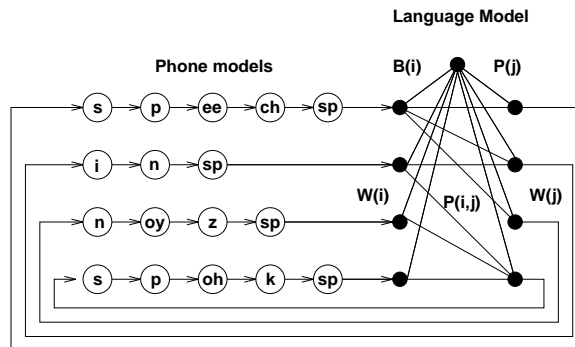 Language Model
Phone models B(i) P(j)
s p ee ch sp
i n sp
W(i) P(i,j) W(j)
n oy z sp
s p oh k sp